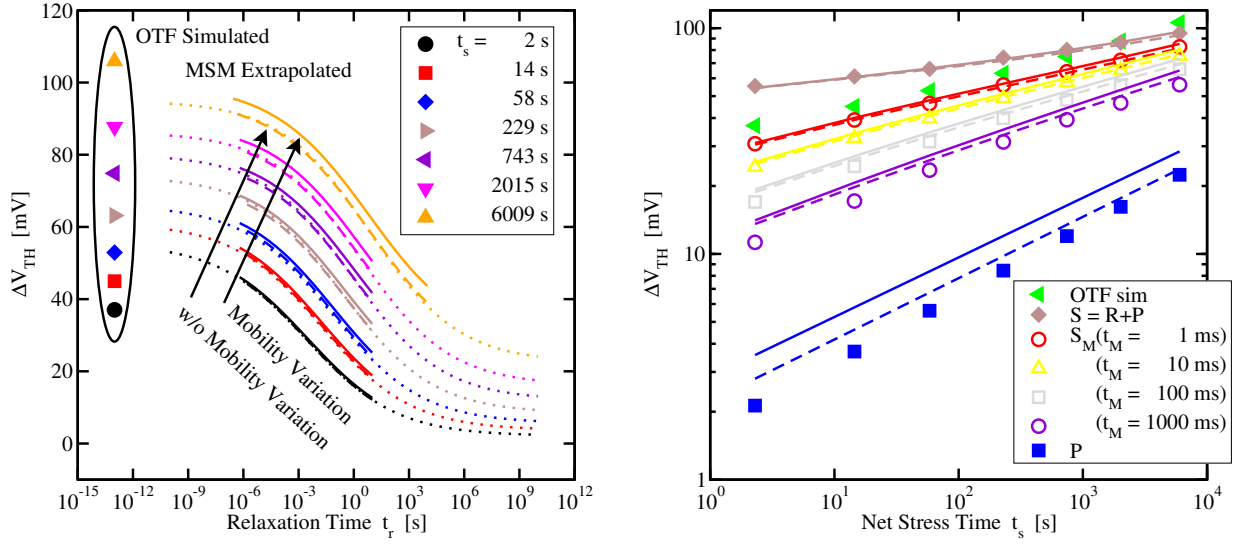 120
100
80
60
40
20
0
ΔV_TH [mV]
10^-15 10^-12 10^-9 10^-6 10^-3 10^0 10^3 10^6 10^9 10^12
Relaxation Time t_r [s]
OTF Simulated
MSM Extrapolated
t_s = 2 s
14 s
58 s
229 s
743 s
2015 s
6009 s
Mobility Variation
w/o Mobility Variation
100
10
1
ΔV_TH [mV]
10^0 10^1 10^2 10^3 10^4
Net Stress Time t_s [s]
OTF sim
S = R+P
S_M (t_M = 1 ms)
(t_M = 10 ms)
(t_M = 100 ms)
(t_M = 1000 ms)
P